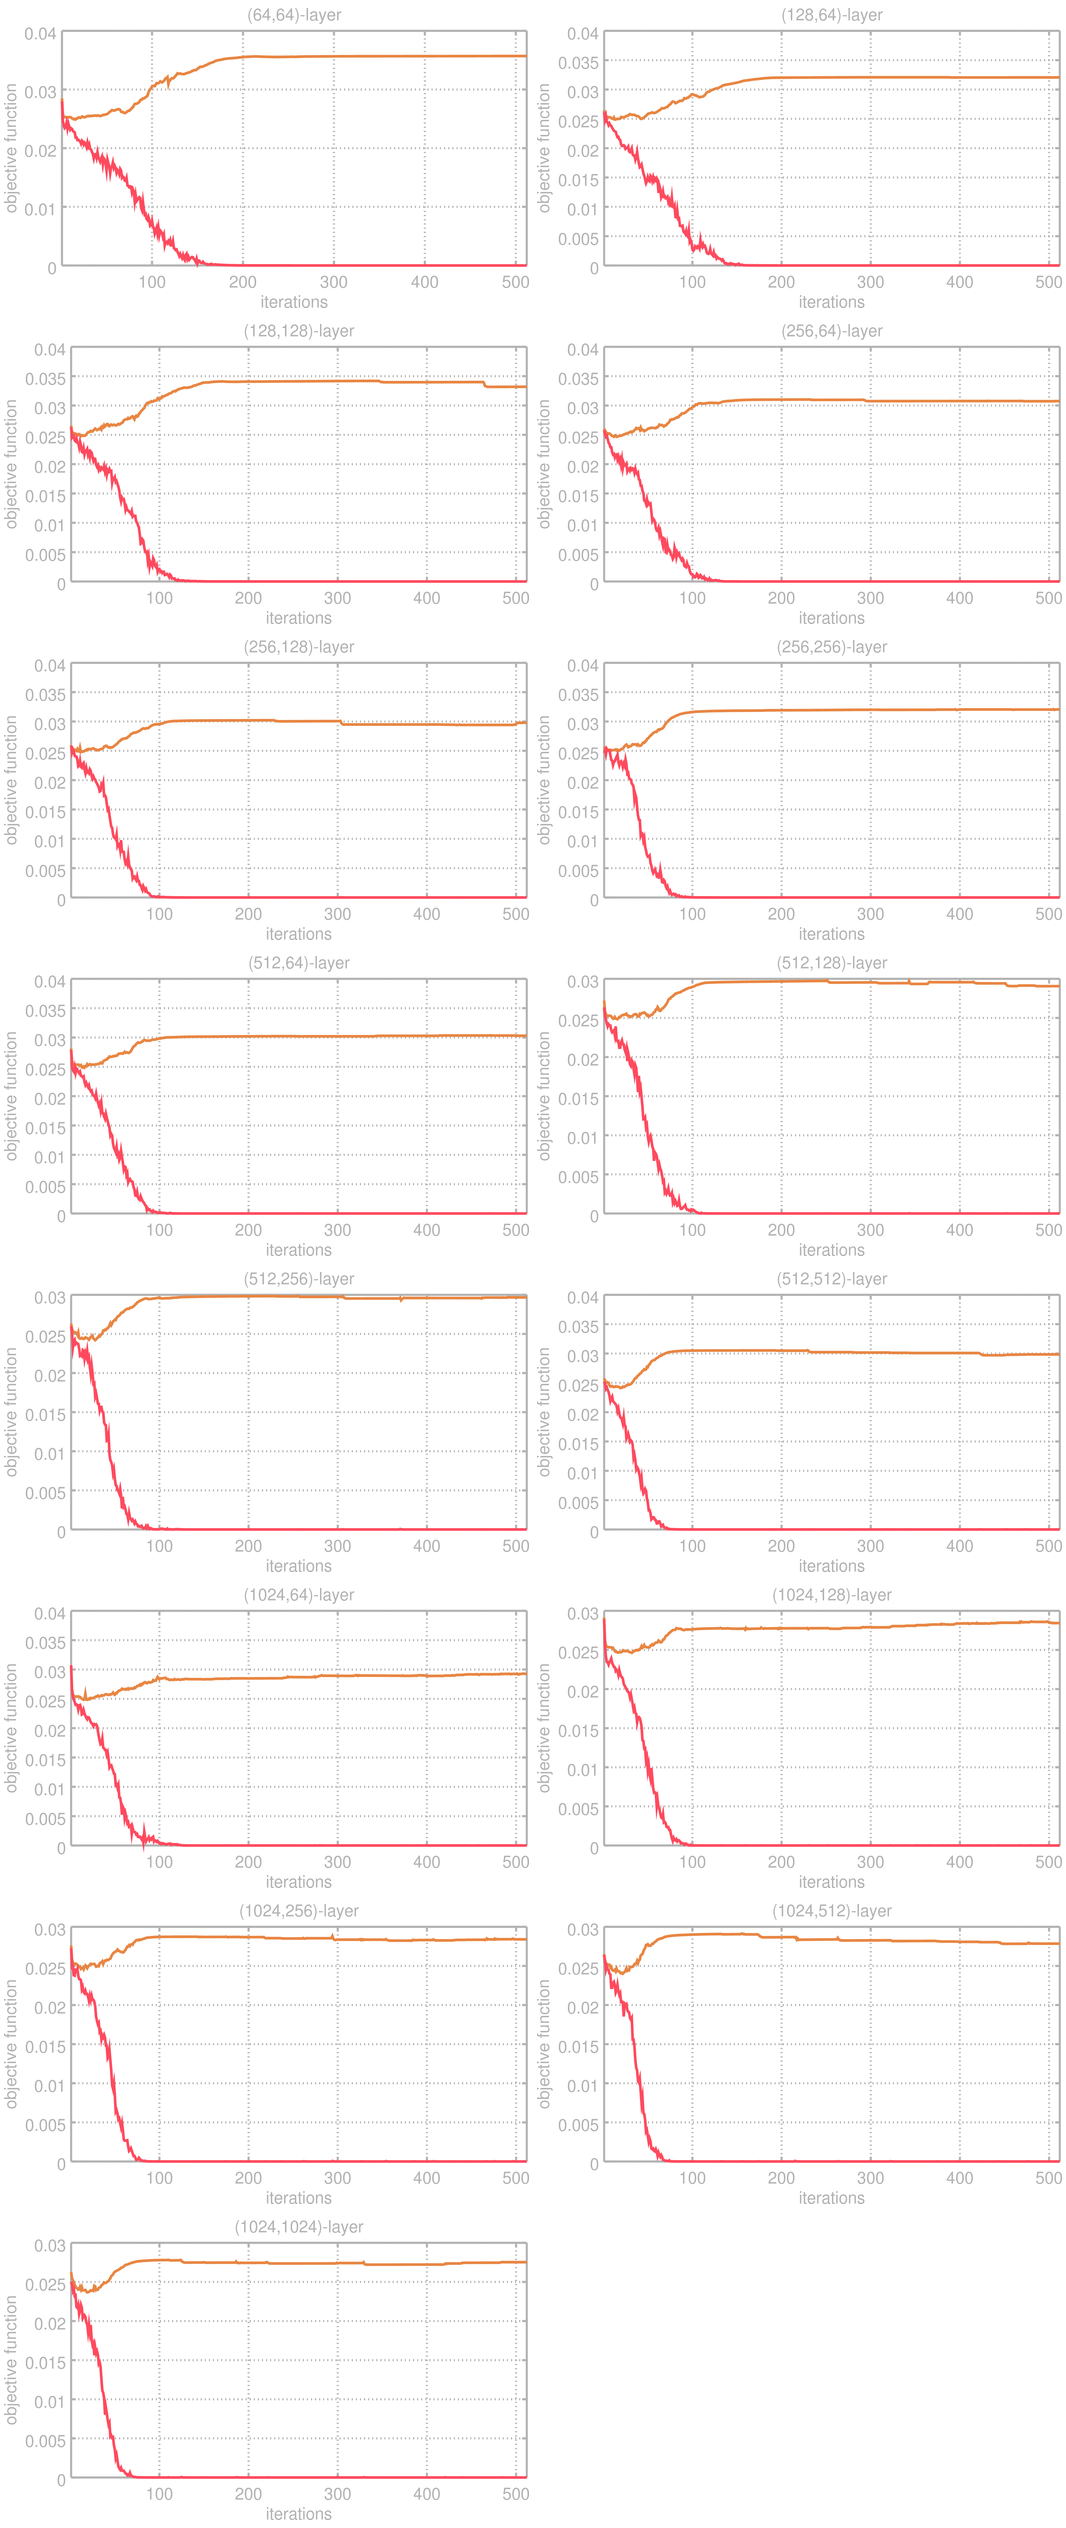 (64,64)-layer
objective function
0.04
0.03
0.02
0.01
0
100 200 300 400 500
iterations
(128,64)-layer
objective function
0.04
0.035
0.03
0.025
0.02
0.015
0.01
0.005
0
100 200 300 400 500
iterations
(128,128)-layer
objective function
0.04
0.035
0.03
0.025
0.02
0.015
0.01
0.005
0
100 200 300 400 500
iterations
(256,64)-layer
objective function
0.04
0.035
0.03
0.025
0.02
0.015
0.01
0.005
0
100 200 300 400 500
iterations
(256,128)-layer
objective function
0.04
0.035
0.03
0.025
0.02
0.015
0.01
0.005
0
100 200 300 400 500
iterations
(256,256)-layer
objective function
0.04
0.035
0.03
0.025
0.02
0.015
0.01
0.005
0
100 200 300 400 500
iterations
(512,64)-layer
objective function
0.04
0.035
0.03
0.025
0.02
0.015
0.01
0.005
0
100 200 300 400 500
iterations
(512,128)-layer
objective function
0.03
0.025
0.02
0.015
0.01
0.005
0
100 200 300 400 500
iterations
(512,256)-layer
objective function
0.03
0.025
0.02
0.015
0.01
0.005
0
100 200 300 400 500
iterations
(512,512)-layer
objective function
0.04
0.035
0.03
0.025
0.02
0.015
0.01
0.005
0
100 200 300 400 500
iterations
(1024,64)-layer
objective function
0.04
0.035
0.03
0.025
0.02
0.015
0.01
0.005
0
100 200 300 400 500
iterations
(1024,128)-layer
objective function
0.03
0.025
0.02
0.015
0.01
0.005
0
100 200 300 400 500
iterations
(1024,256)-layer
objective function
0.03
0.025
0.02
0.015
0.01
0.005
0
100 200 300 400 500
iterations
(1024,512)-layer
objective function
0.03
0.025
0.02
0.015
0.01
0.005
0
100 200 300 400 500
iterations
(1024,1024)-layer
objective function
0.03
0.025
0.02
0.015
0.01
0.005
0
100 200 300 400 500
iterations